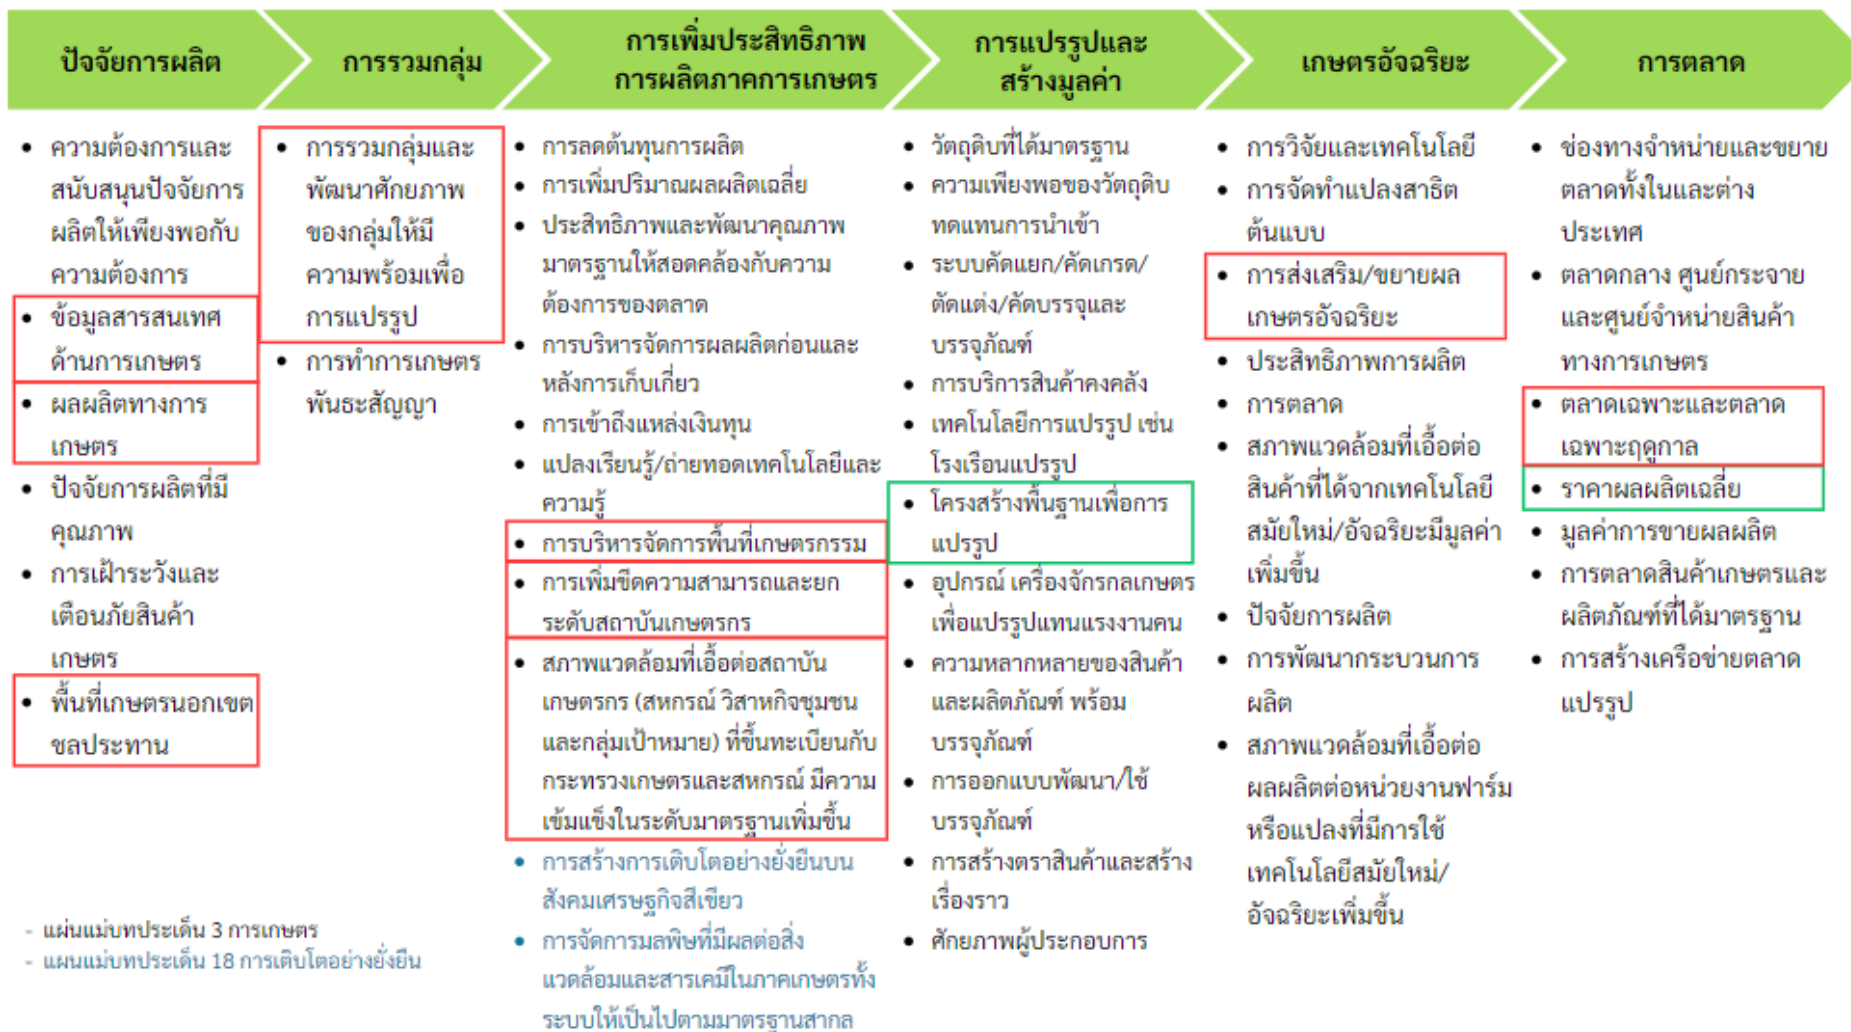 ปัจจัยการผลิต
การรวมกลุ่ม
การเพิ่มประสิทธิภาพ
การผลิตภาคการเกษตร
การแปรรูปและ
สร้างมูลค่า
เกษตรอัจฉริยะ
การตลาด
• ความต้องการและ
สนับสนุนปัจจัยการ
ผลิตให้เพียงพอกับ
ความต้องการ
• ข้อมูลสารสนเทศ
ด้านการเกษตร
• ผลผลิตทางการ
เกษตร
• ปัจจัยการผลิตที่มี
คุณภาพ
• การเฝ้าระวังและ
เตือนภัยสินค้า
เกษตร
• พื้นที่เกษตรนอกเขต
ชลประทาน
• การรวมกลุ่มและ
พัฒนาศักยภาพ
ของกลุ่มให้มี
ความพร้อมเพื่อ
การแปรรูป
• การทำการเกษตร
พันธะสัญญา
• การลดต้นทุนการผลิต
• การเพิ่มปริมาณผลผลิตเฉลี่ย
• ประสิทธิภาพและพัฒนาคุณภาพ
มาตรฐานให้สอดคล้องกับความ
ต้องการของตลาด
• การบริหารจัดการผลผลิตก่อนและ
หลังการเก็บเกี่ยว
• การเข้าถึงแหล่งเงินทุน
• แปลงเรียนรู้/ถ่ายทอดเทคโนโลยีและ
ความรู้
• การบริหารจัดการพื้นที่เกษตรกรรม
• การเพิ่มขีดความสามารถและยก
ระดับสถาบันเกษตรกร
• สภาพแวดล้อมที่เอื้อต่อสถาบัน
เกษตรกร (สหกรณ์ วิสาหกิจชุมชน
และกลุ่มเป้าหมาย) ที่ขึ้นทะเบียนกับ
กระทรวงเกษตรและสหกรณ์ มีความ
เข้มแข็งในระดับมาตรฐานเพิ่มขึ้น
• การสร้างการเติบโตอย่างยั่งยืนบน
สังคมเศรษฐกิจสีเขียว
• การจัดการมลพิษที่มีผลต่อสิ่ง
แวดล้อมและสารเคมีในภาคเกษตรทั้ง
ระบบให้เป็นไปตามมาตรฐานสากล
• วัตถุดิบที่ได้มาตรฐาน
• ความเพียงพอของวัตถุดิบ
ทดแทนการนำเข้า
• ระบบคัดแยก/คัดเกรด/
ตัดแต่ง/คัดบรรจุและ
บรรจุภัณฑ์
• การบริการสินค้าคงคลัง
• เทคโนโลยีการแปรรูป เช่น
โรงเรือนแปรรูป
• โครงสร้างพื้นฐานเพื่อการ
แปรรูป
• อุปกรณ์ เครื่องจักรกลเกษตร
เพื่อแปรรูปแทนแรงงานคน
• ความหลากหลายของสินค้า
และผลิตภัณฑ์ พร้อม
บรรจุภัณฑ์
• การออกแบบพัฒนา/ใช้
บรรจุภัณฑ์
• การสร้างตราสินค้าและสร้าง
เรื่องราว
• ศักยภาพผู้ประกอบการ
• การวิจัยและเทคโนโลยี
• การจัดทำแปลงสาธิต
ต้นแบบ
• การส่งเสริม/ขยายผล
เกษตรอัจฉริยะ
• ประสิทธิภาพการผลิต
• การตลาด
• สภาพแวดล้อมที่เอื้อต่อ
สินค้าที่ได้จากเทคโนโลยี
สมัยใหม่/อัจฉริยะมีมูลค่า
เพิ่มขึ้น
• ปัจจัยการผลิต
• การพัฒนากระบวนการ
ผลิต
• สภาพแวดล้อมที่เอื้อต่อ
ผลผลิตต่อหน่วยงานฟาร์ม
หรือแปลงที่มีการใช้
เทคโนโลยีสมัยใหม่/
อัจฉริยะเพิ่มขึ้น
• ช่องทางจำหน่ายและขยาย
ตลาดทั้งในและต่าง
ประเทศ
• ตลาดกลาง ศูนย์กระจาย
และศูนย์จำหน่ายสินค้า
ทางการเกษตร
• ตลาดเฉพาะและตลาด
เฉพาะฤดูกาล
• ราคาผลผลิตเฉลี่ย
• มูลค่าการขายผลผลิต
• การตลาดสินค้าเกษตรและ
ผลิตภัณฑ์ที่ได้มาตรฐาน
• การสร้างเครือข่ายตลาด
แปรรูป
- แผ่นแม่บทประเด็น 3 การเกษตร
- แผนแม่บทประเด็น 18 การเติบโตอย่างยั่งยืน